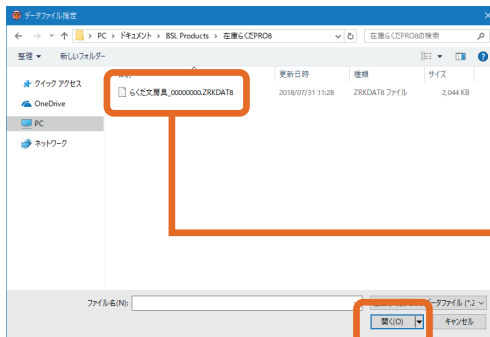 データファイル指定
PC › ドキュメント › BSL Products › 在庫らくだPRO8
在庫らくだPRO8の検索
整理 新しいフォルダー
更新日時 種類 サイズ
クイック アクセス
らくだ文房具_00000000.ZRKDAT8 2018/07/31 11:28 ZRKDAT8 ファイル 2,044 KB
OneDrive
PC
ネットワーク
ファイル名(N):
データファイル (*.z
開く(O) キャンセル